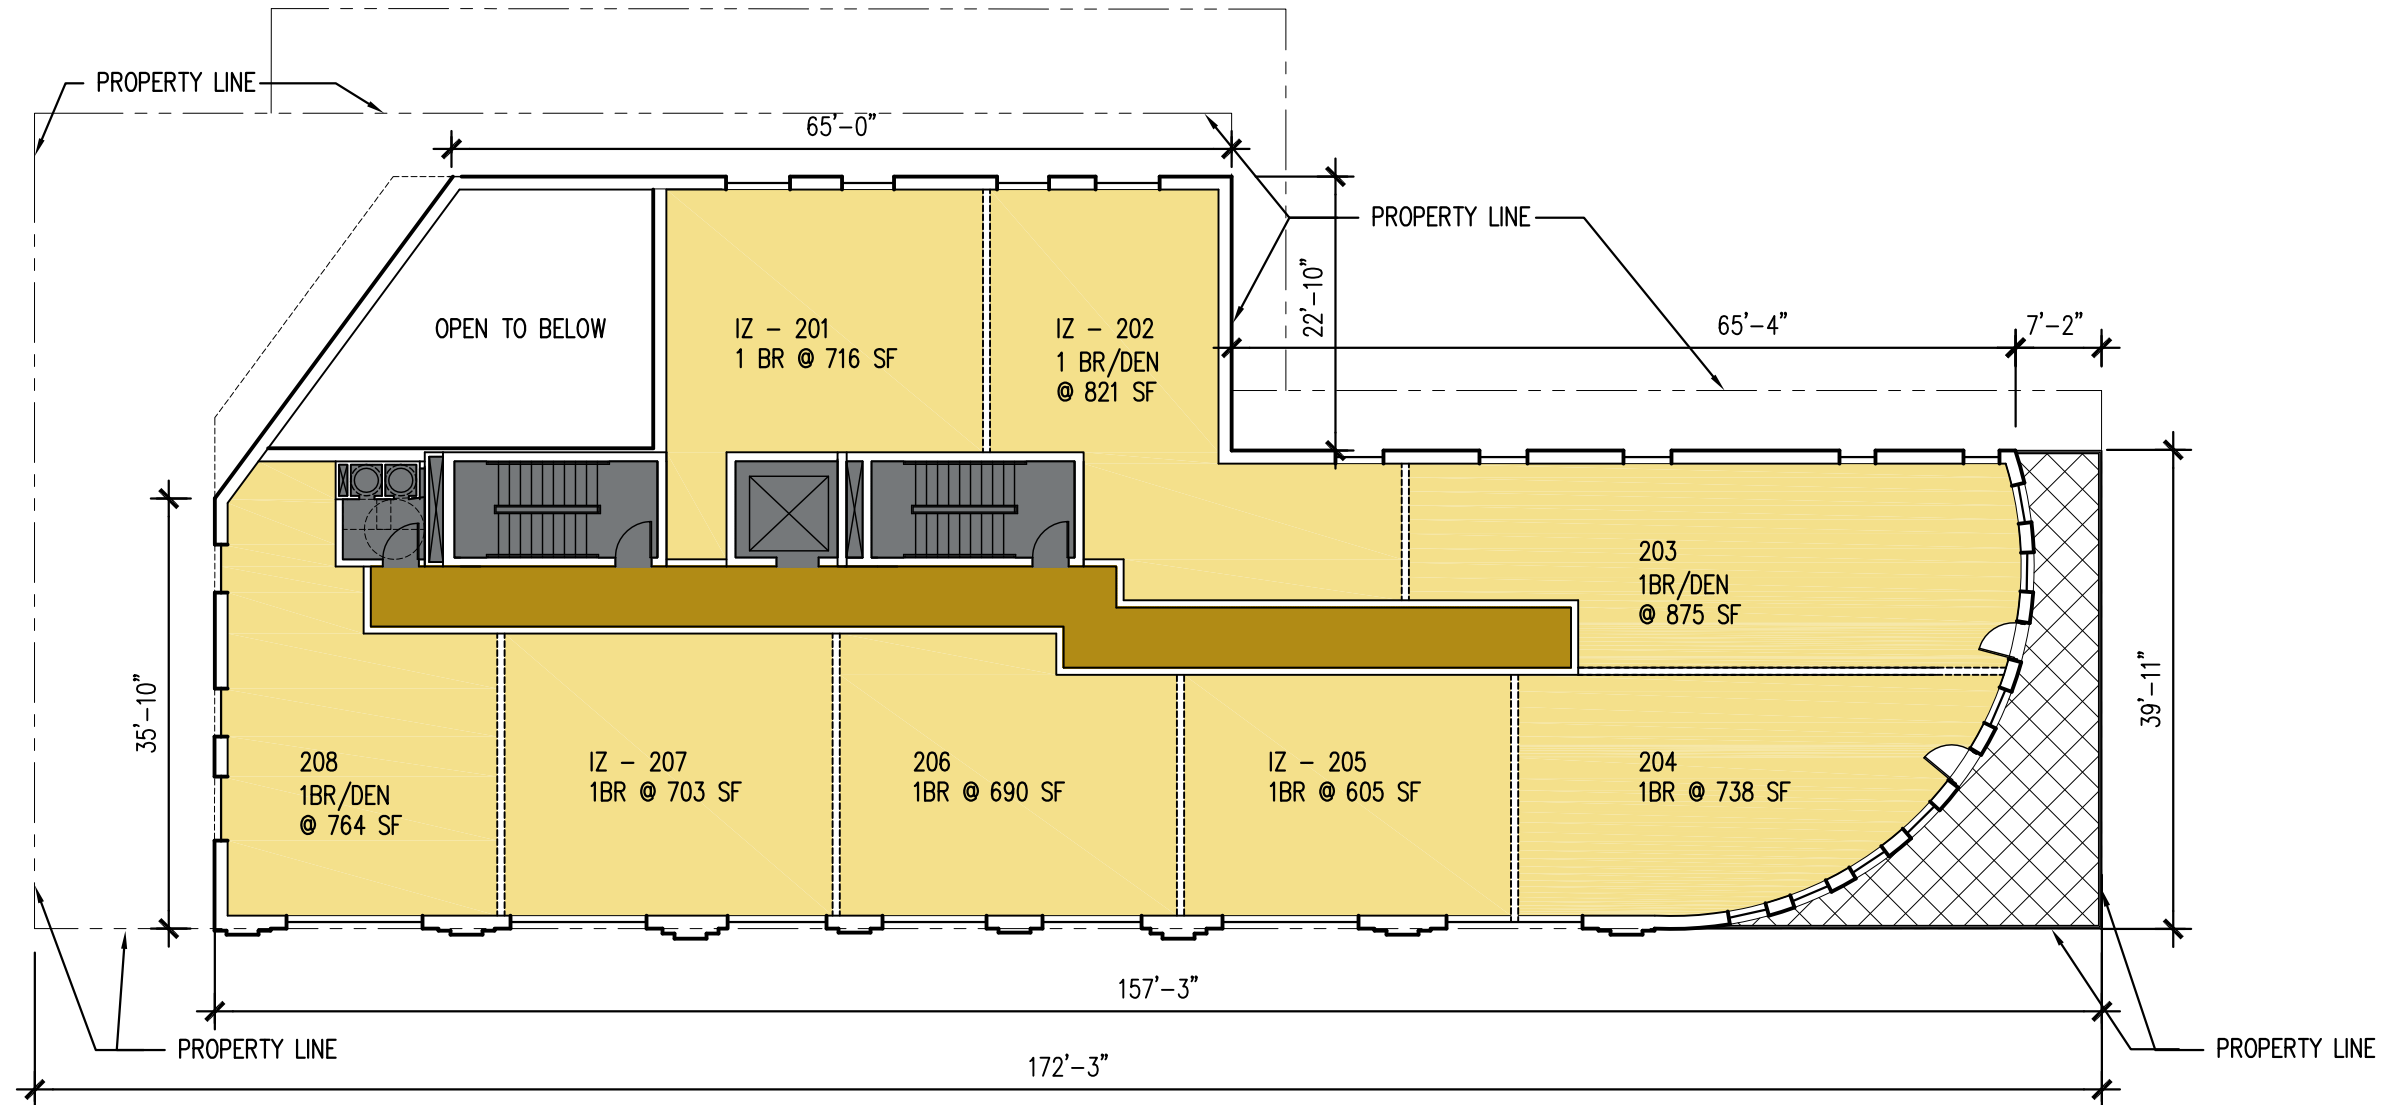 PROPERTY LINE
65'-0"
PROPERTY LINE
22'-10"
65'-4"
7'-2"
OPEN TO BELOW
IZ - 201
1 BR @ 716 SF
IZ - 202
1 BR/DEN
@ 821 SF
203
1BR/DEN
@ 875 SF
35'-10"
39'-11"
208
1BR/DEN
@ 764 SF
IZ - 207
1BR @ 703 SF
206
1BR @ 690 SF
IZ - 205
1BR @ 605 SF
204
1BR @ 738 SF
157'-3"
PROPERTY LINE
PROPERTY LINE
172'-3"